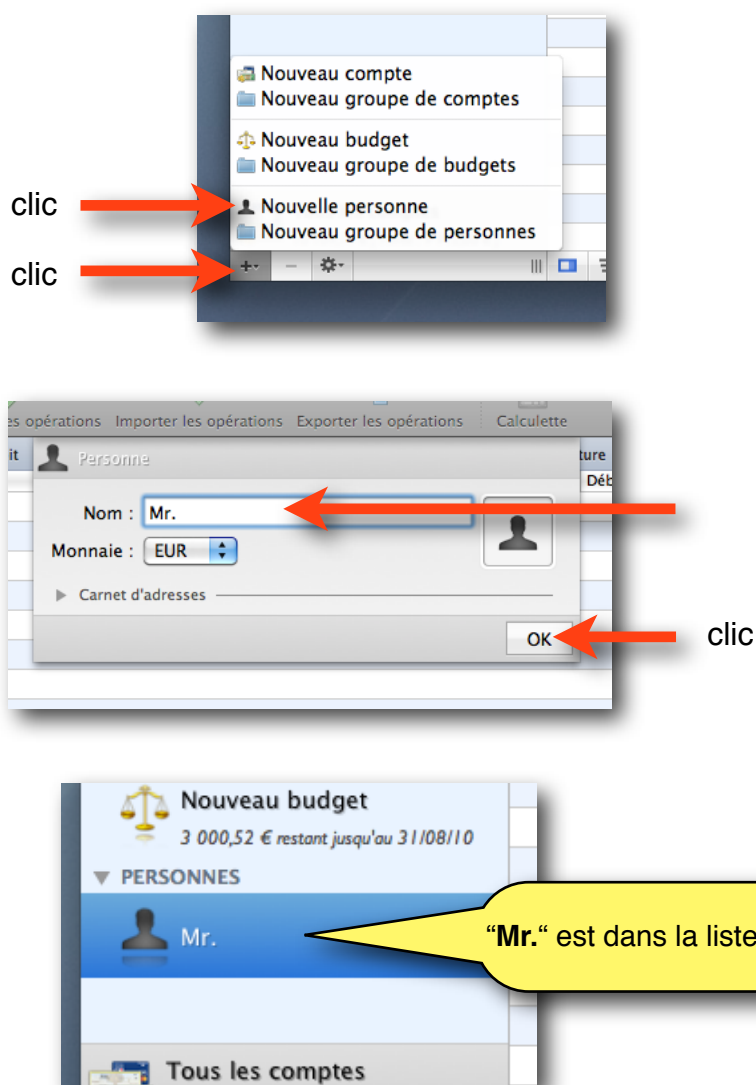 Nouveau compte
Nouveau groupe de comptes
Nouveau budget
Nouveau groupe de budgets
clic
Nouvelle personne
Nouveau groupe de personnes
clic
es opérations Importer les opérations Exporter les opérations Calculette
it Personne ture
Déb
Nom : Mr.
Monnaie : EUR
Carnet d'adresses
OK
clic
Nouveau budget
3 000,52 € restant jusqu'au 31/08/10
PERSONNES
Mr.
“Mr.“ est dans la liste
Tous les comptes